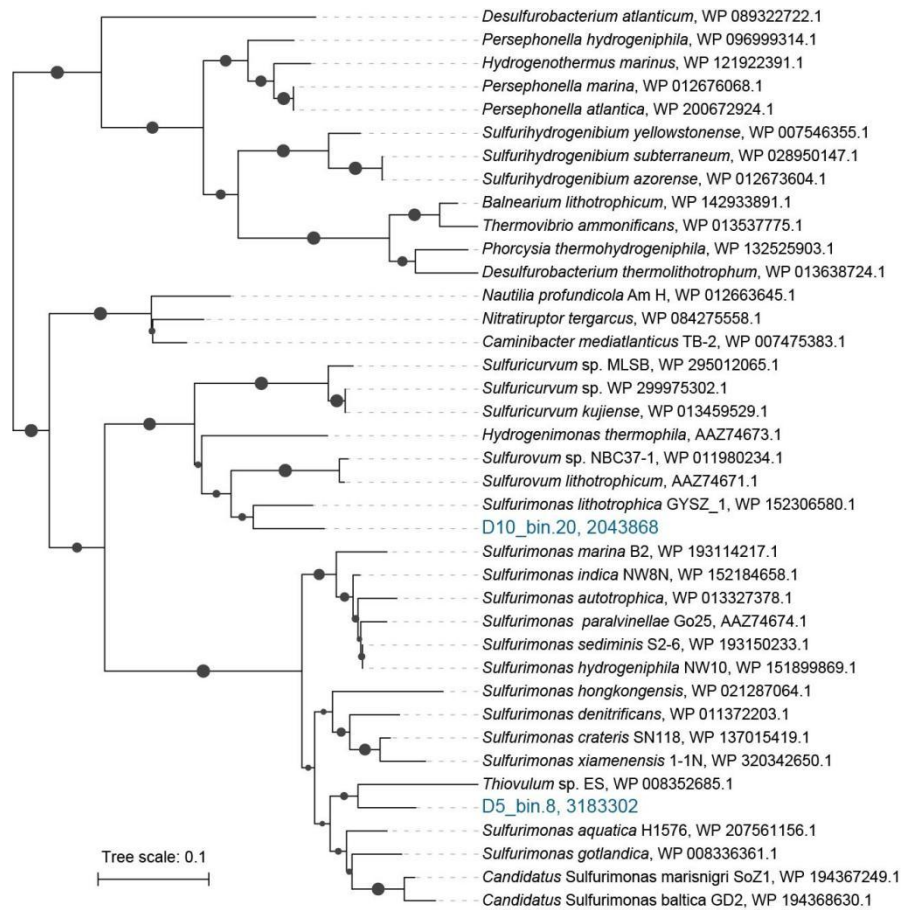 Desulfurobacterium atlanticum, WP 089322722.1
Persephonella hydrogeniphila, WP 096999314.1
Hydrogenothermus marinus, WP 121922391.1
Persephonella marina, WP 012676068.1
Persephonella atlantica, WP 200672924.1
Sulfurihydrogenibium yellowstonense, WP 007546355.1
Sulfurihydrogenibium subterraneum, WP 028950147.1
Sulfurihydrogenibium azorense, WP 012673604.1
Balnearium lithotrophicum, WP 142933891.1
Thermovibrio ammonificans, WP 013537775.1
Phorcysia thermohydrogeniphila, WP 132525903.1
Desulfurobacterium thermolithotrophum, WP 013638724.1
Nautilia profundicola Am H, WP 012663645.1
Nitratiruptor tergarcus, WP 084275558.1
Caminibacter mediatlanticus TB-2, WP 007475383.1
Sulfuricurvum sp. MLSB, WP 295012065.1
Sulfuricurvum sp. WP 299975302.1
Sulfuricurvum kujiense, WP 013459529.1
Hydrogenimonas thermophila, AAZ74673.1
Sulfurovum sp. NBC37-1, WP 011980234.1
Sulfurovum lithotrophicum, AAZ74671.1
Sulfurimonas lithotrophica GYSZ_1, WP 152306580.1
D10_bin.20, 2043868
Sulfurimonas marina B2, WP 193114217.1
Sulfurimonas indica NW8N, WP 152184658.1
Sulfurimonas autotrophica, WP 013327378.1
Sulfurimonas paralvinellae Go25, AAZ74674.1
Sulfurimonas sediminis S2-6, WP 193150233.1
Sulfurimonas hydrogeniphila NW10, WP 151899869.1
Sulfurimonas hongkongensis, WP 021287064.1
Sulfurimonas denitrificans, WP 011372203.1
Sulfurimonas crateris SN118, WP 137015419.1
Sulfurimonas xiamenensis 1-1N, WP 320342650.1
Thiovulum sp. ES, WP 008352685.1
D5_bin.8, 3183302
Sulfurimonas aquatica H1576, WP 207561156.1
Sulfurimonas gotlandica, WP 008336361.1
Candidatus Sulfurimonas marisnigri SoZ1, WP 194367249.1
Candidatus Sulfurimonas baltica GD2, WP 194368630.1
Tree scale: 0.1